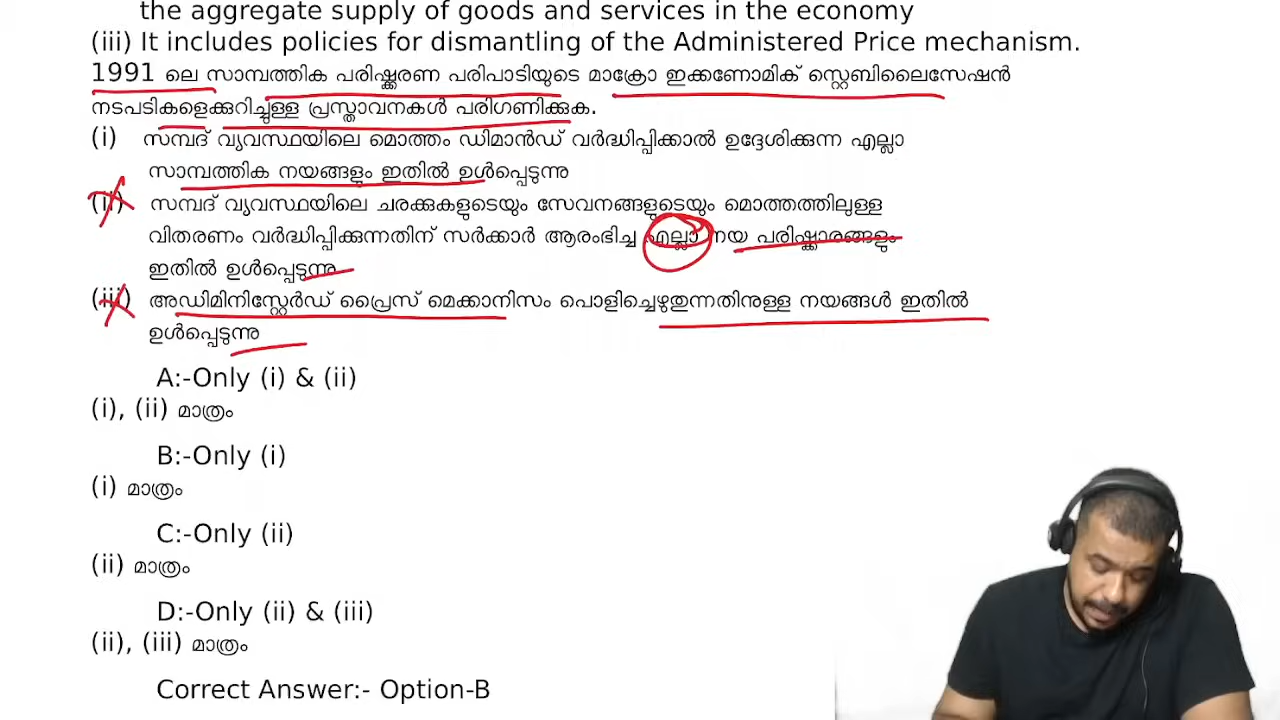 the aggregate supply of goods and services in the economy
(iii) It includes policies for dismantling of the Administered Price mechanism.
1991 ലെ സാമ്പത്തിക പരിഷ്കരണ പരിപാടിയുടെ മാക്രോ ഇക്കണോമിക് സ്റ്റെബിലൈസേഷൻ
നടപടികളെക്കുറിച്ചുള്ള പ്രസ്താവനകൾ പരിഗണിക്കുക.
(i) സമ്പദ് വ്യവസ്ഥയിലെ മൊത്തം ഡിമാൻഡ് വർദ്ധിപ്പിക്കാൽ ഉദ്ദേശിക്കുന്ന എല്ലാ
സാമ്പത്തിക നയങ്ങളും ഇതിൽ ഉൾപ്പെടുന്നു
(ii) സമ്പദ് വ്യവസ്ഥയിലെ ചരക്കുകളുടെയും സേവനങ്ങളുടെയും മൊത്തത്തിലുള്ള
വിതരണം വർദ്ധിപ്പിക്കുന്നതിന് സർക്കാർ ആരംഭിച്ച എല്ലാ നയ പരിഷ്കാരങ്ങളും
ഇതിൽ ഉൾപ്പെടുന്നു
(iii) അഡിമിനിസ്റ്റേർഡ് പ്രൈസ് മെക്കാനിസം പൊളിച്ചെഴുതുന്നതിനുള്ള നയങ്ങൾ ഇതിൽ
ഉൾപ്പെടുന്നു
A:-Only (i) & (ii)
(i), (ii) മാത്രം
B:-Only (i)
(i) മാത്രം
C:-Only (ii)
(ii) മാത്രം
D:-Only (ii) & (iii)
(ii), (iii) മാത്രം
Correct Answer:- Option-B